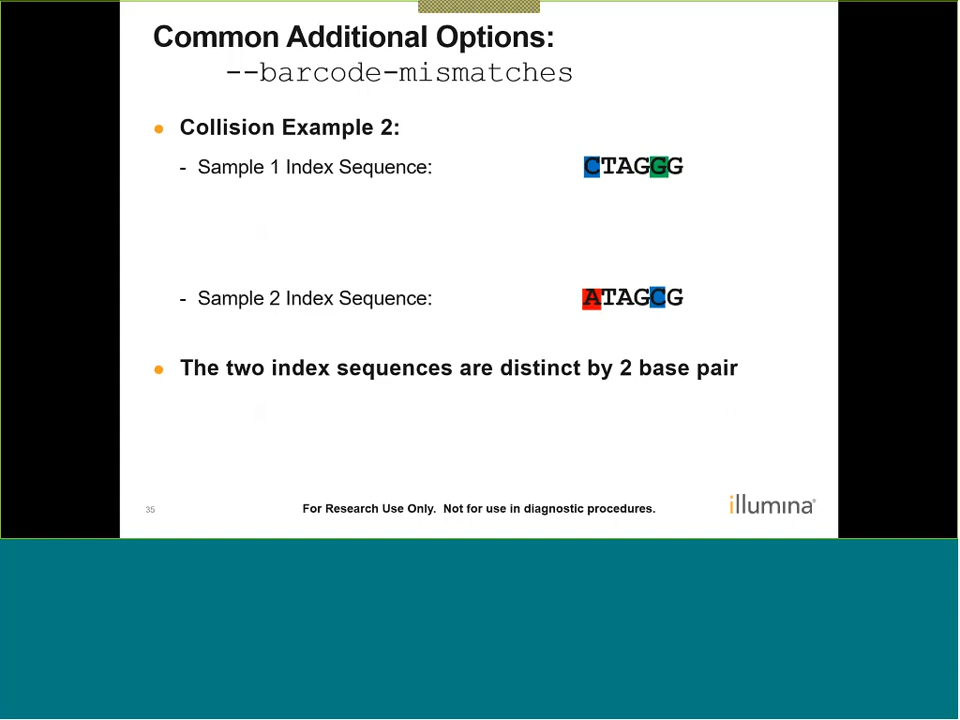 Common Additional Options:
--barcode-mismatches
● Collision Example 2:
- Sample 1 Index Sequence: CTAGGG
- Sample 2 Index Sequence: ATAGCG
● The two index sequences are distinct by 2 base pair
35 For Research Use Only. Not for use in diagnostic procedures. illumina®